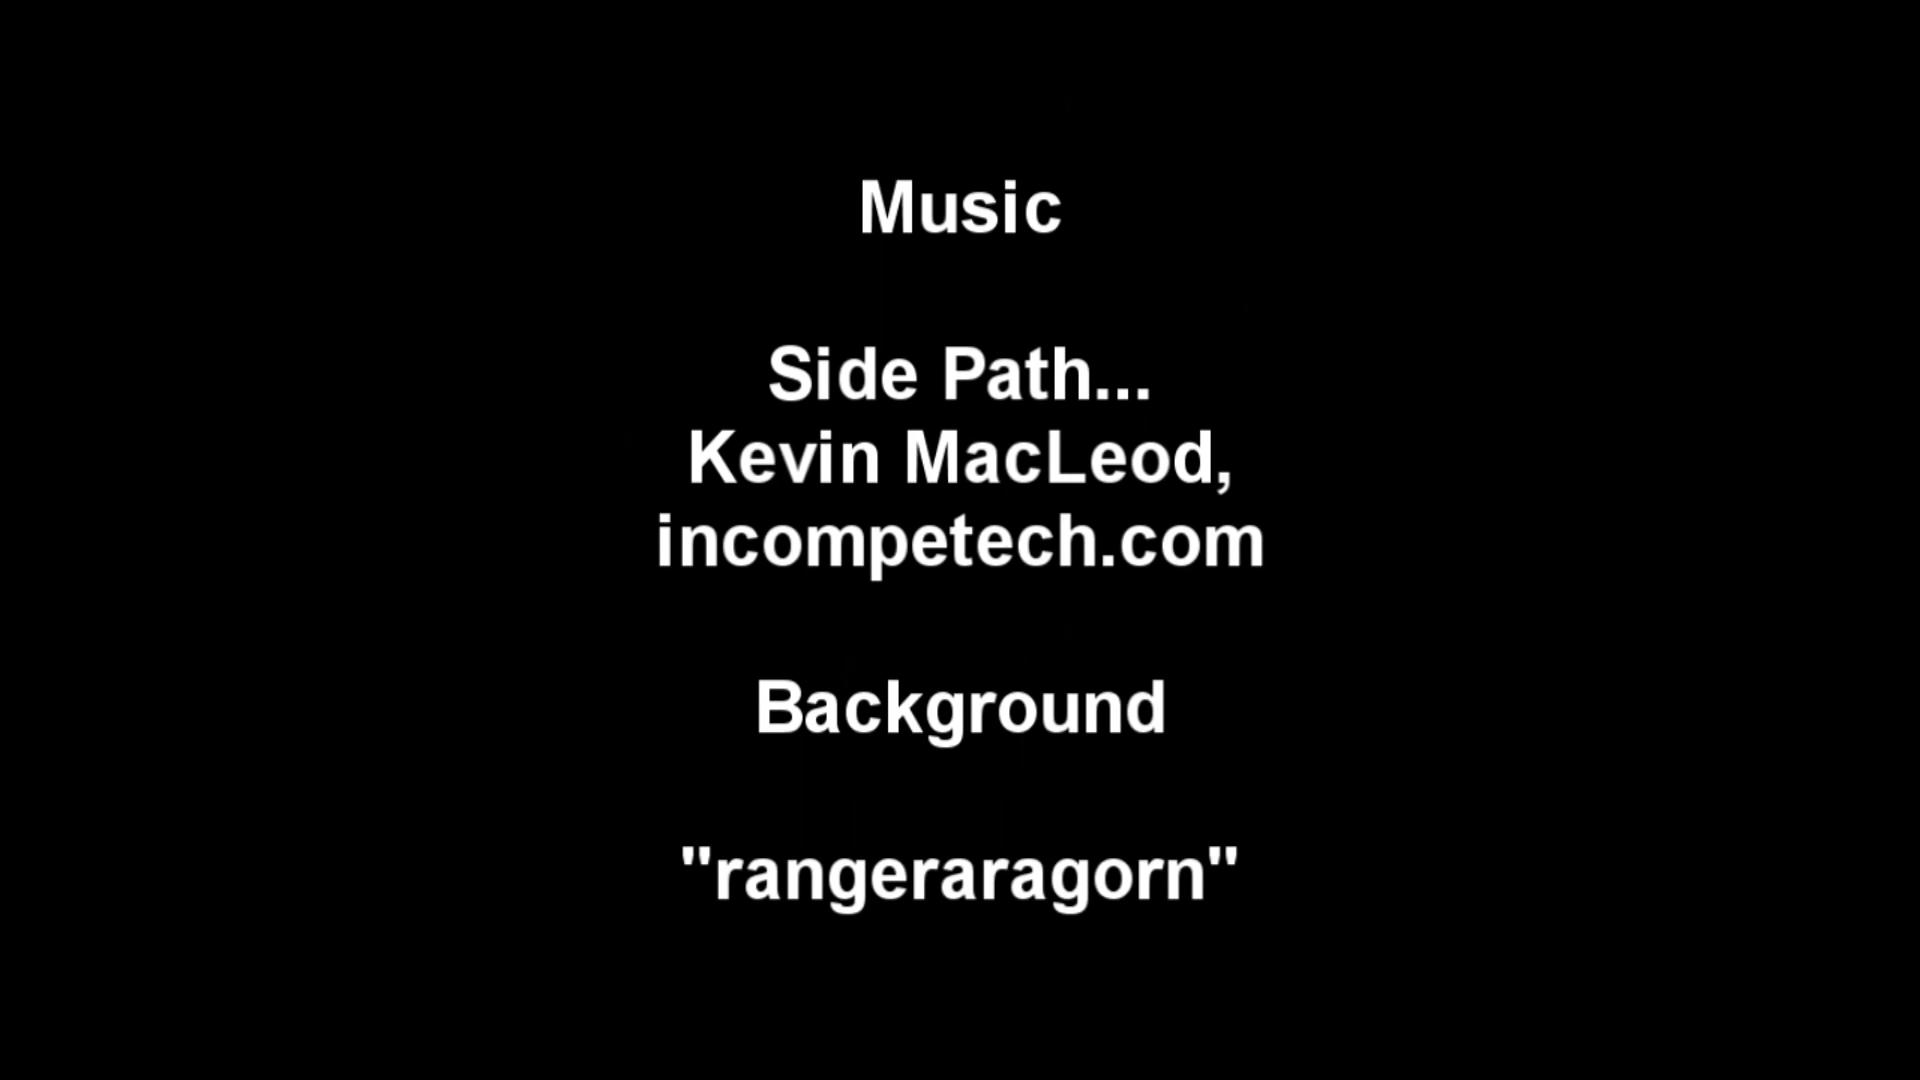 Music
Side Path...
Kevin MacLeod,
incompetech.com
Background
"rangeraragorn"